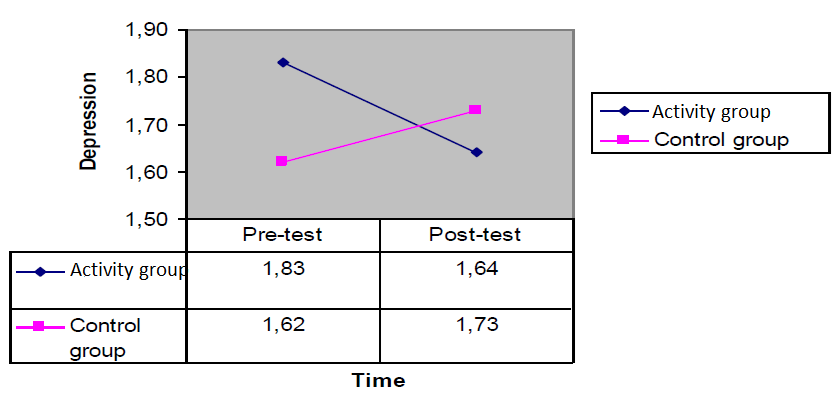 1,90
1,80
1,70
1,60
1,50
Depression
Activity group
Control group
Pre-test Post-test
Activity group 1,83 1,64
Control 1,62 1,73
group
Time